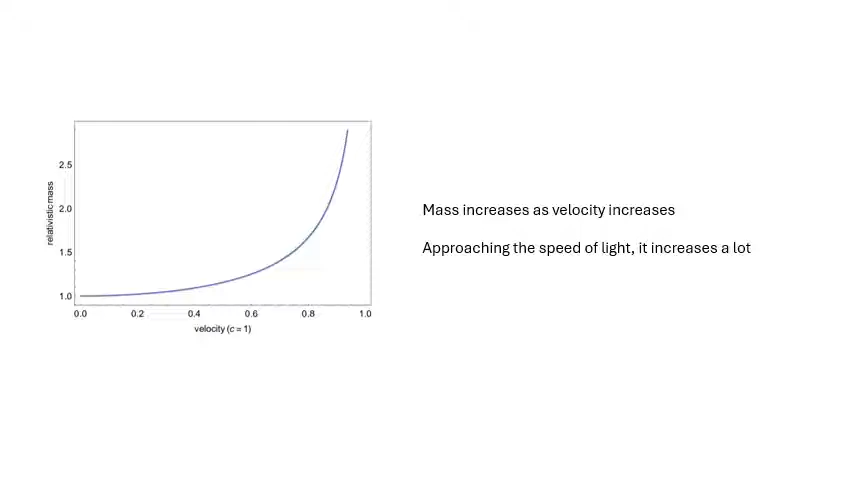 2.5
2.0
1.5
1.0
relativistic mass
0.0 0.2 0.4 0.6 0.8 1.0
velocity (c = 1)
Mass increases as velocity increases
Approaching the speed of light, it increases a lot